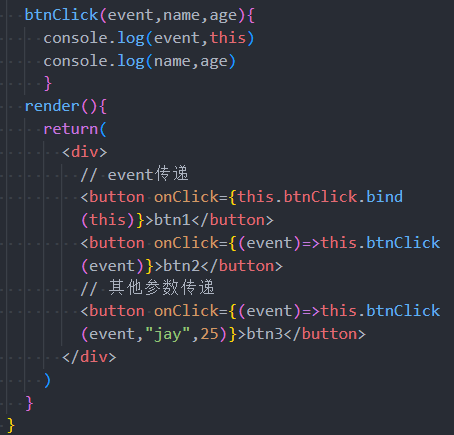 btnClick(event,name,age){
console.log(event,this)
console.log(name,age)
}
render(){
return(
<div>
// event传递
<button onClick={this.btnClick.bind
(this)}>btn1</button>
<button onClick={(event)=>this.btnClick
(event)}>btn2</button>
// 其他参数传递
<button onClick={(event)=>this.btnClick
(event,"jay",25)}>btn3</button>
</div>
)
}
}